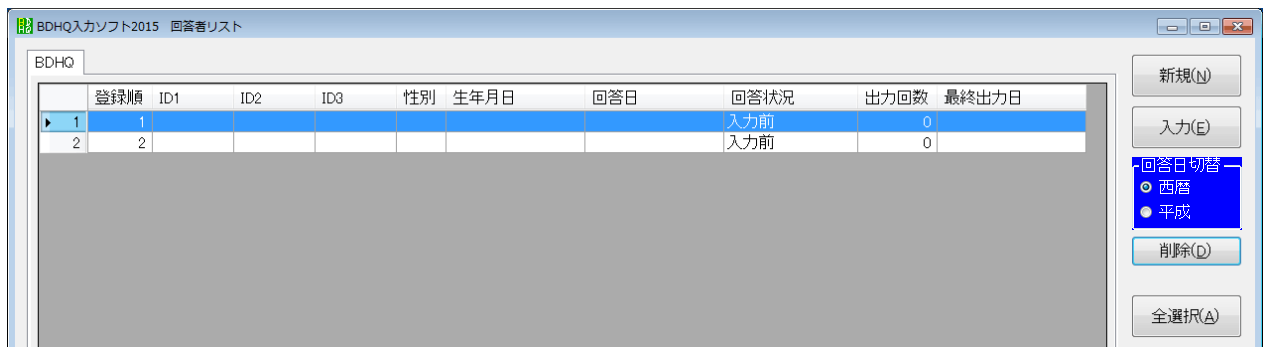 BDHQ入力ソフト2015 回答者リスト
BDHQ
登録順 ID1 ID2 ID3 性別 生年月日 回答日 回答状況 出力回数 最終出力日
1 1 入力前 0
2 2 入力前 0
新規(N)
入力(E)
回答日切替
西暦
平成
削除(D)
全選択(A)